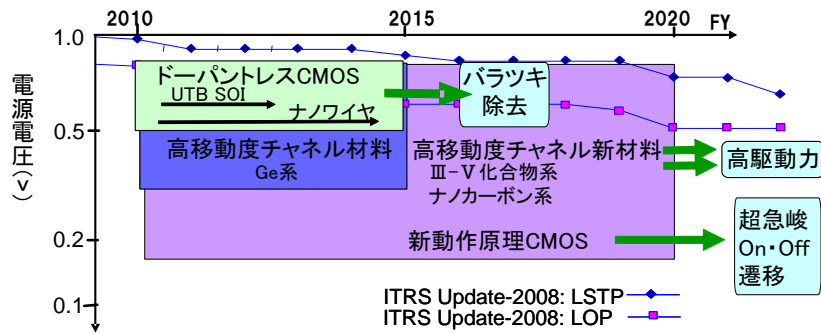 2010 2015 2020 FY
1.0
0.5
0.2
0.1
電源電圧(v)
ドーパントレスCMOS
UTB SOI
ナノワイヤ
バラツキ
除去
高移動度チャネル材料
Ge系
高移動度チャネル新材料
Ⅲ-Ⅴ化合物系
ナノカーボン系
高駆動力
新動作原理CMOS
超急峻
On・Off
遷移
ITRS Update-2008: LSTP
ITRS Update-2008: LOP